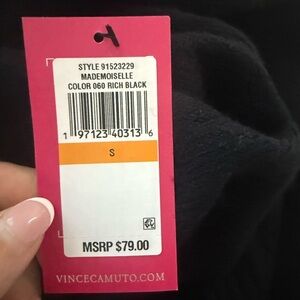 STYLE 91523229
MADEMOISELLE
COLOR 060 RICH BLACK
1 97123 40313 6
S
MSRP $79.00
VINCECAMUTO.COM